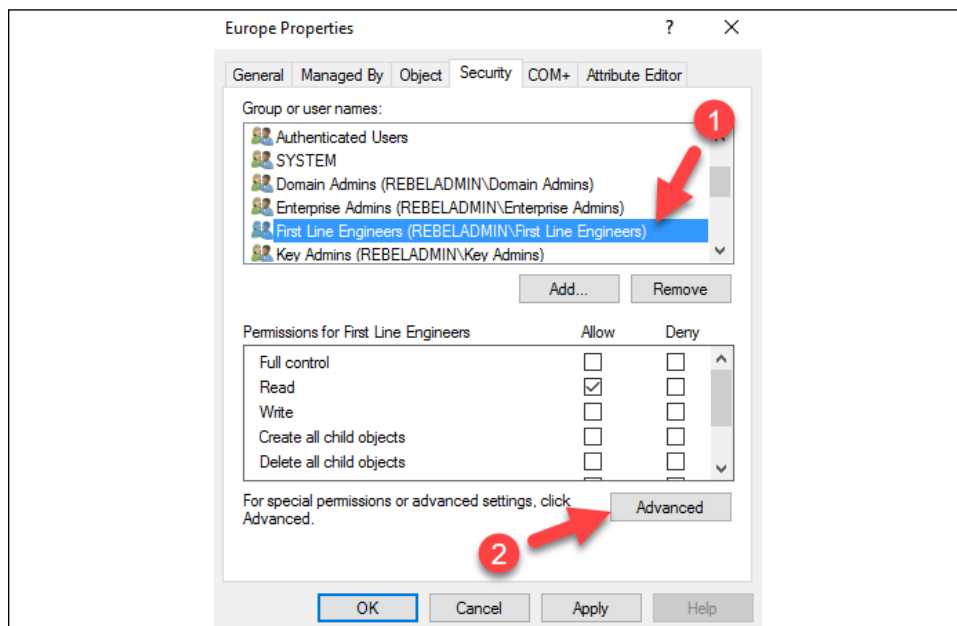 Europe Properties ? X
General Managed By Object Security COM+ Attribute Editor
Group or user names:
1
Authenticated Users
SYSTEM
Domain Admins (REBELADMIN\Domain Admins)
Enterprise Admins (REBELADMIN\Enterprise Admins)
First Line Engineers (REBELADMIN\First Line Engineers)
Key Admins (REBELADMIN\Key Admins)
Add... Remove
Permissions for First Line Engineers Allow Deny
Full control
Read
Write
Create all child objects
Delete all child objects
For special permissions or advanced settings, click
Advanced.
Advanced
2
OK Cancel Apply Help